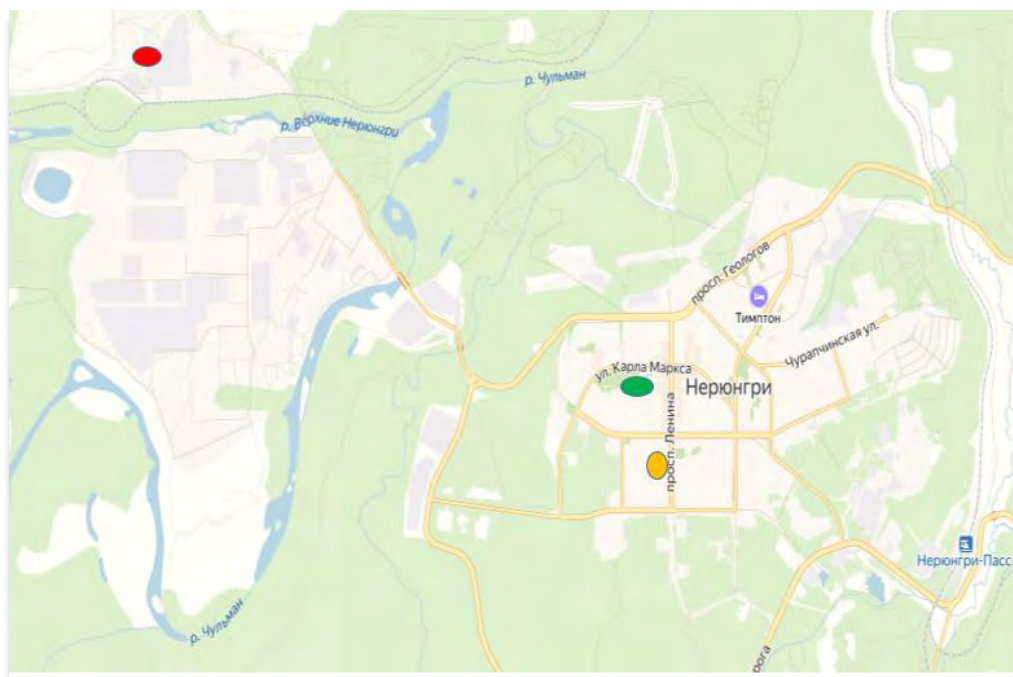 р. Чульман
р. Верхние Нерюнгри
просп. Геологов
Тимптон
Чурапчинская ул.
ул. Карла Маркса
Нерюнгри
просп. Ленина
Нерюнгри-Пасс.
р. Чульман
рога